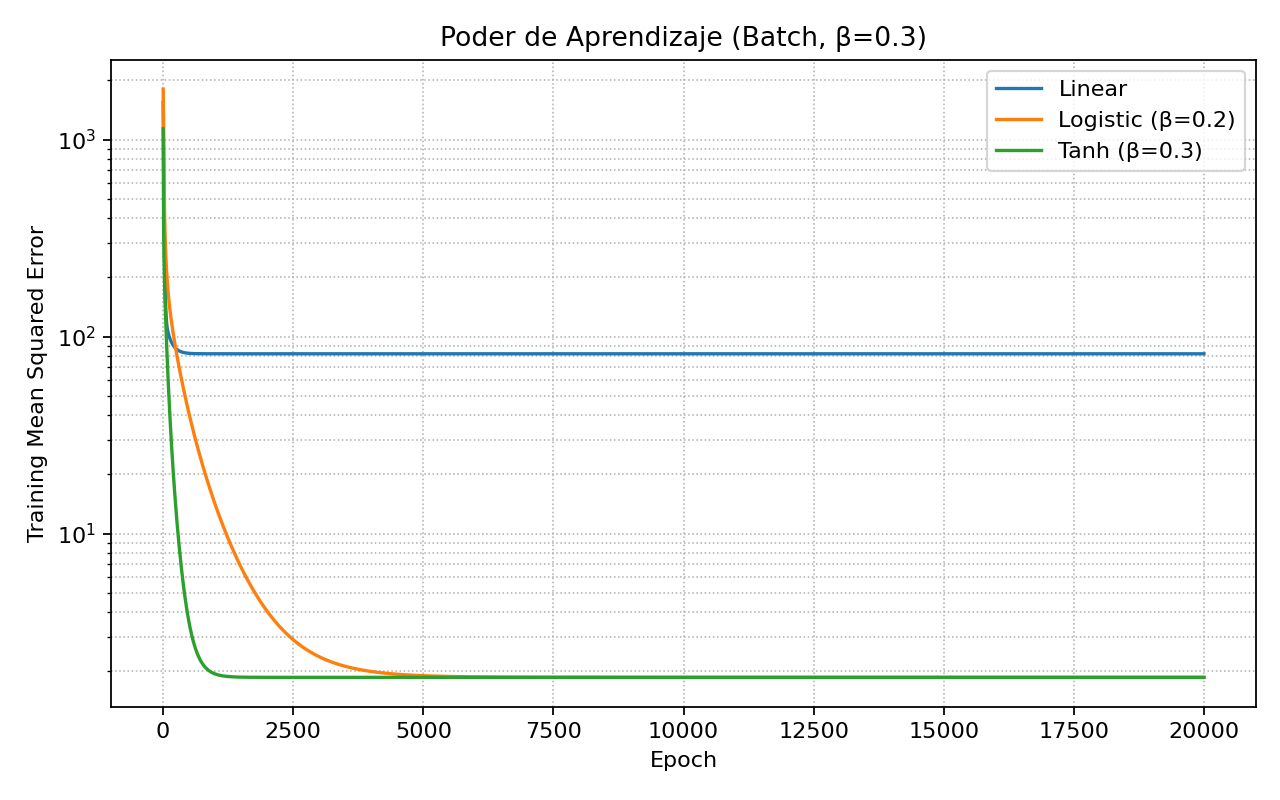 Poder de Aprendizaje (Batch, β=0.3)
Linear
Logistic (β=0.2)
Tanh (β=0.3)
Training Mean Squared Error
10³
10²
10¹
0 2500 5000 7500 10000 12500 15000 17500 20000
Epoch